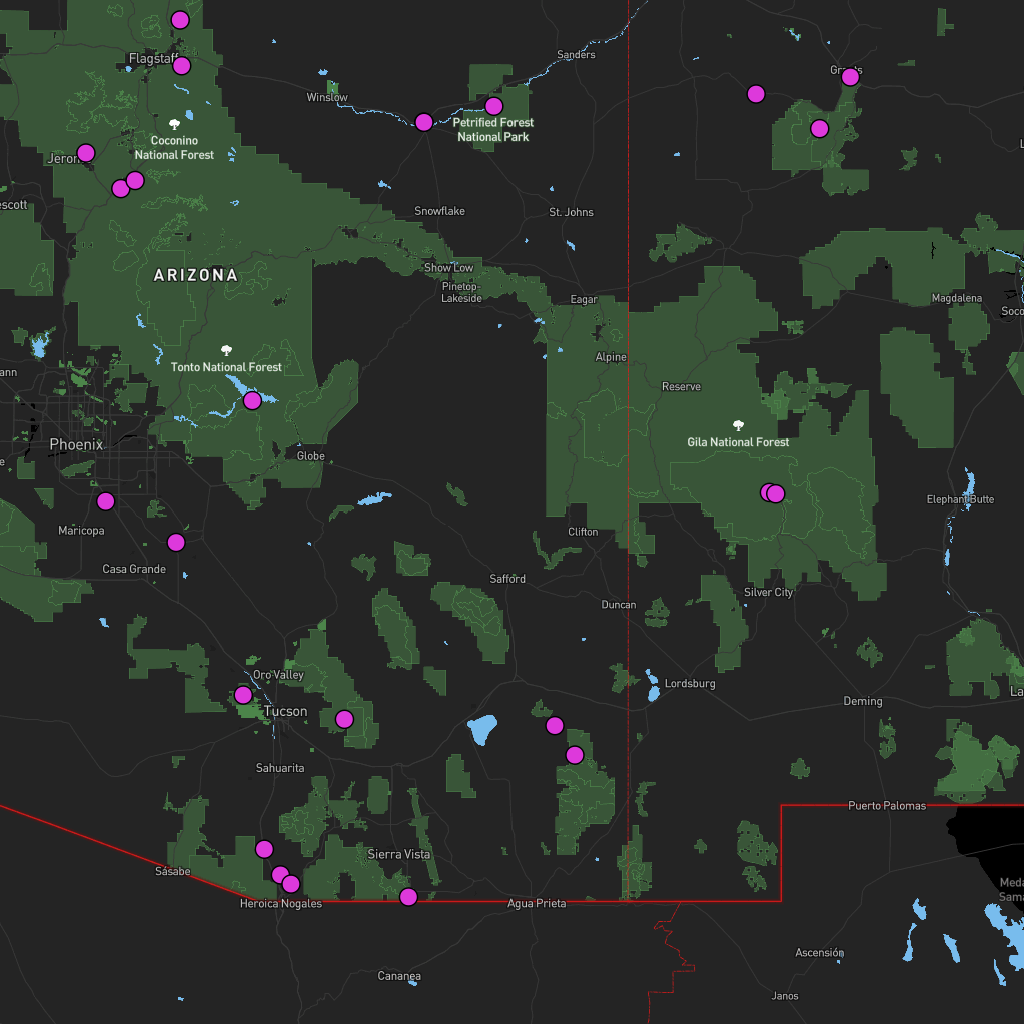 Flagstaff
Sanders
Winslow
Petrified Forest
National Park
Coconino
National Forest
Snowflake
St. Johns
ARIZONA
Show Low
Pinetop-
Lakeside
Eagar
Magdalena
Alpine
Tonto National Forest
Reserve
Phoenix
Gila National Forest
Globe
Elephant Butte
Maricopa
Clifton
Casa Grande
Safford
Silver City
Duncan
Oro Valley
Lordsburg
Tucson
Deming
Sahuarita
Puerto Palomas
Sierra Vista
Sásabe
Heroica Nogales
Agua Prieta
Ascensión
Cananea
Janos